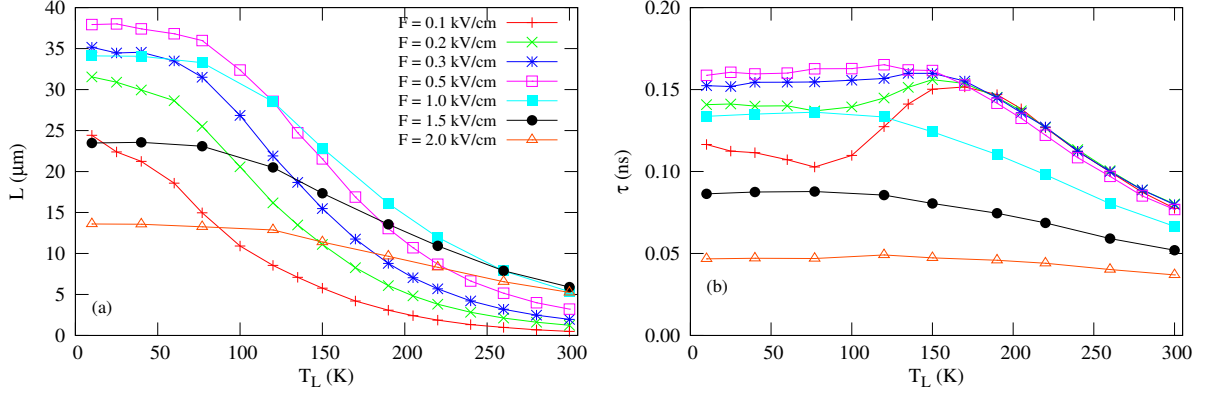 40
35
30
25
20
15
10
5
0
L (μm)
0
50
100
150
200
250
300
T_L (K)
(a)
F = 0.1 kV/cm
F = 0.2 kV/cm
F = 0.3 kV/cm
F = 0.5 kV/cm
F = 1.0 kV/cm
F = 1.5 kV/cm
F = 2.0 kV/cm
0.20
0.15
0.10
0.05
0.00
τ (ns)
0
50
100
150
200
250
300
T_L (K)
(b)